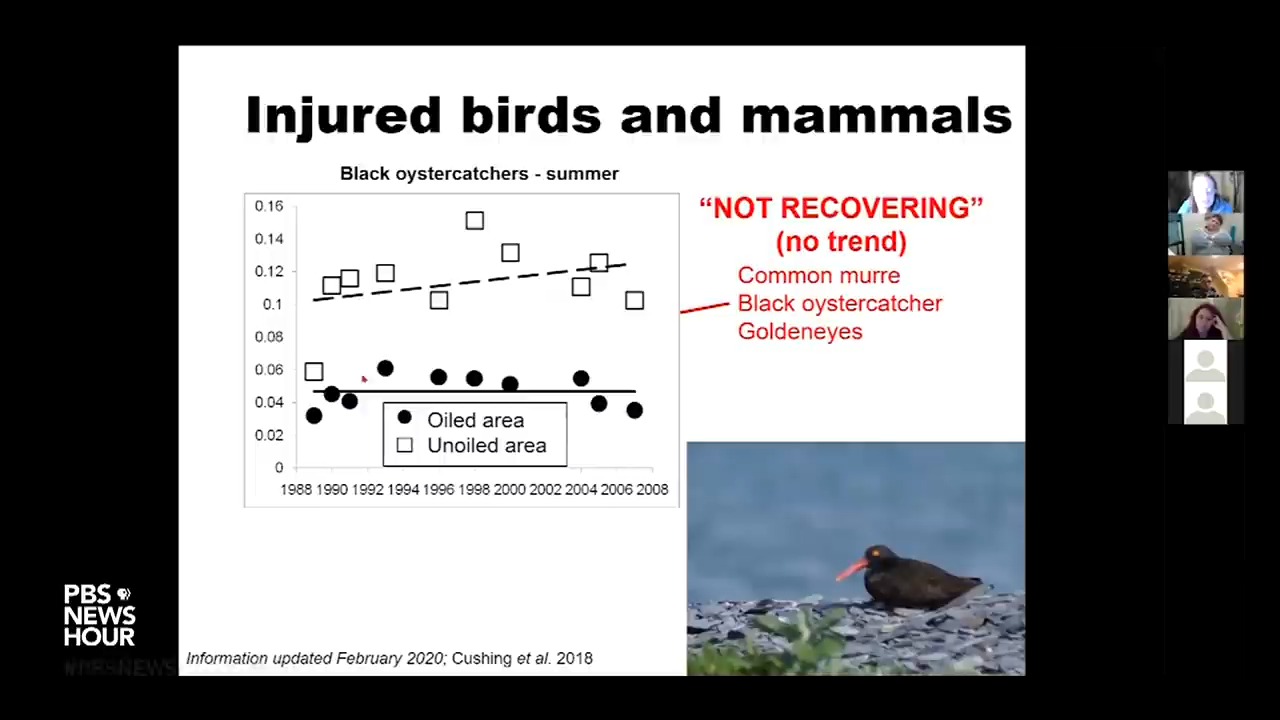 Injured birds and mammals
Black oystercatchers - summer
0.16
0.14
0.12
0.1
0.08
0.06
0.04
0.02
0
Oiled area
Unoiled area
1988 1990 1992 1994 1996 1998 2000 2002 2004 2006 2008
“NOT RECOVERING”
(no trend)
Common murre
Black oystercatcher
Goldeneyes
PBS
NEWS
HOUR
#PBSNEWS
Information updated February 2020; Cushing et al. 2018